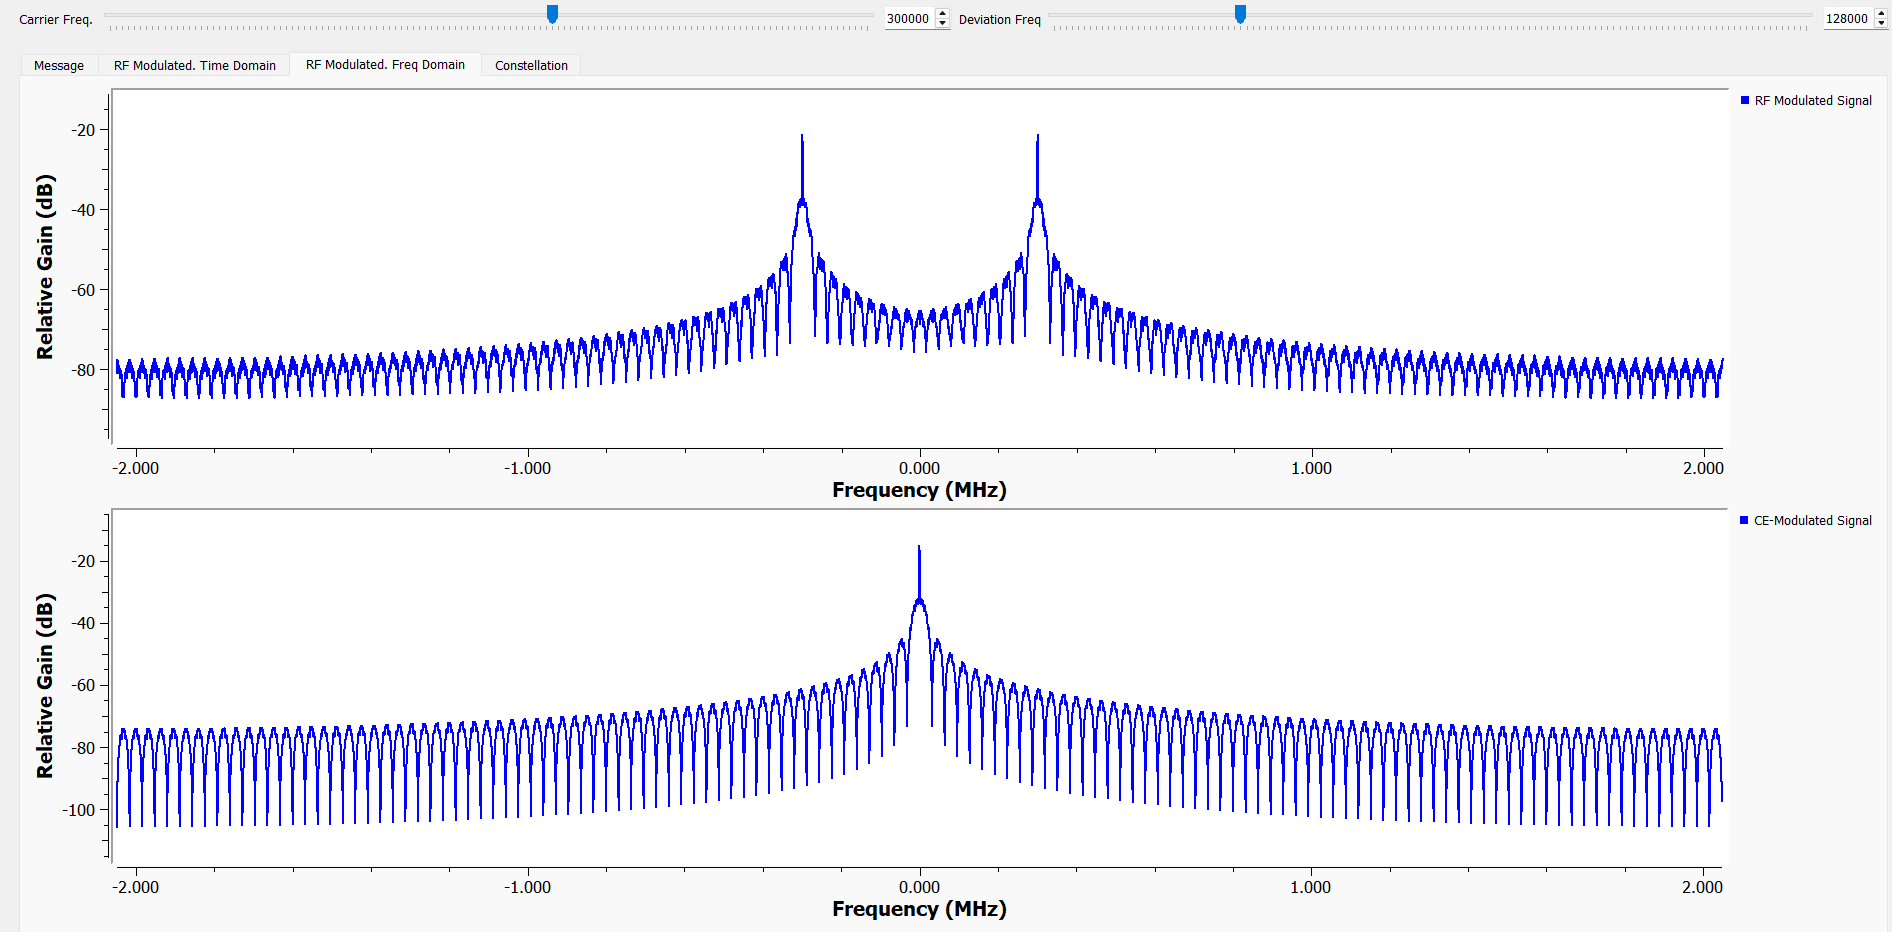 Carrier Freq. 300000 Deviation Freq 128000
Message RF Modulated. Time Domain RF Modulated. Freq Domain Constellation
RF Modulated Signal
Relative Gain (dB)
-20
-40
-60
-80
-2.000 -1.000 0.000 1.000 2.000
Frequency (MHz)
CE-Modulated Signal
Relative Gain (dB)
-20
-40
-60
-80
-100
-2.000 -1.000 0.000 1.000 2.000
Frequency (MHz)